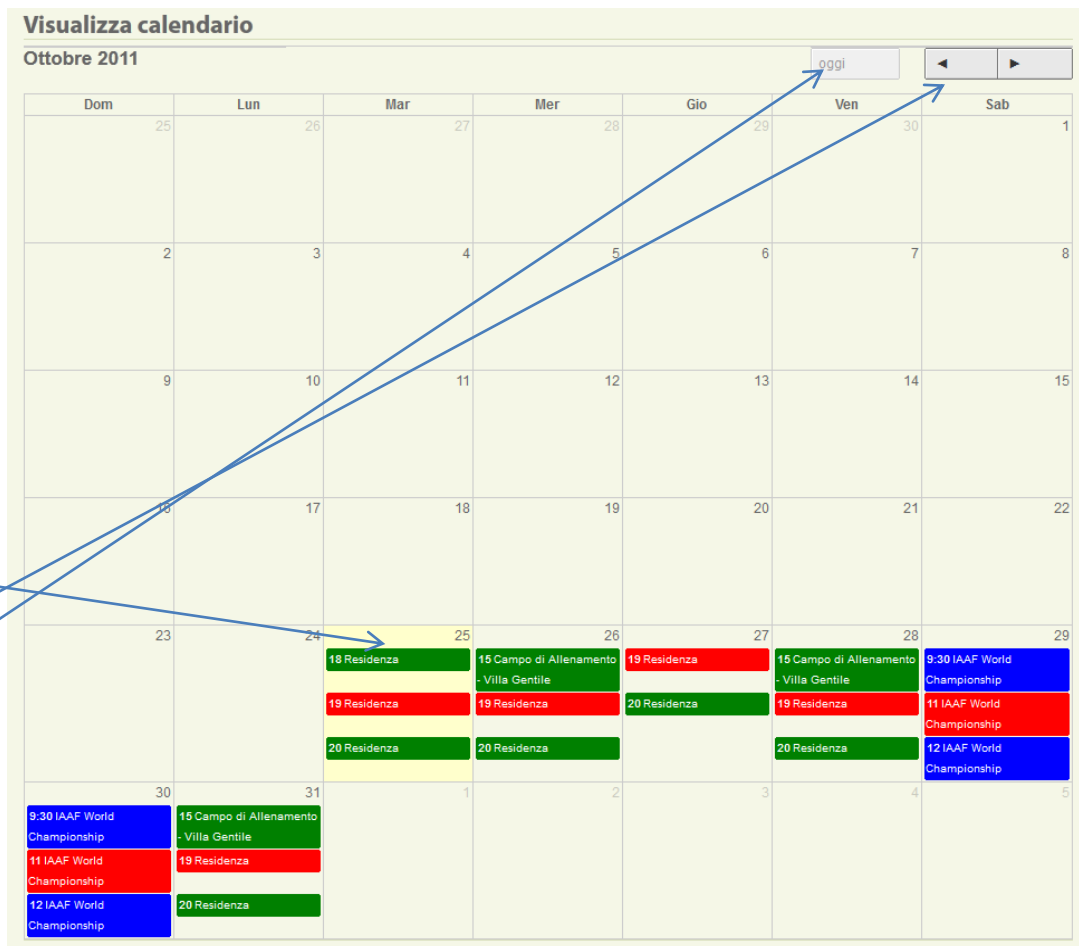 Visualizza calendario
Ottobre 2011
oggi ◄ ►
Dom Lun Mar Mer Gio Ven Sab
25 26 27 28 29 30 1
2 3 4 5 6 7 8
9 10 11 12 13 14 15
16 17 18 19 20 21 22
23 24 25 26 27 28 29
18 Residenza
19 Residenza
20 Residenza
15 Campo di Allenamento
- Villa Gentile
19 Residenza
20 Residenza
19 Residenza
20 Residenza
15 Campo di Allenamento
- Villa Gentile
19 Residenza
20 Residenza
9:30 IAAF World
Championship
11 IAAF World
Championship
12 IAAF World
Championship
30 31 1 2 3 4 5
9:30 IAAF World
Championship
11 IAAF World
Championship
12 IAAF World
Championship
15 Campo di Allenamento
- Villa Gentile
19 Residenza
20 Residenza